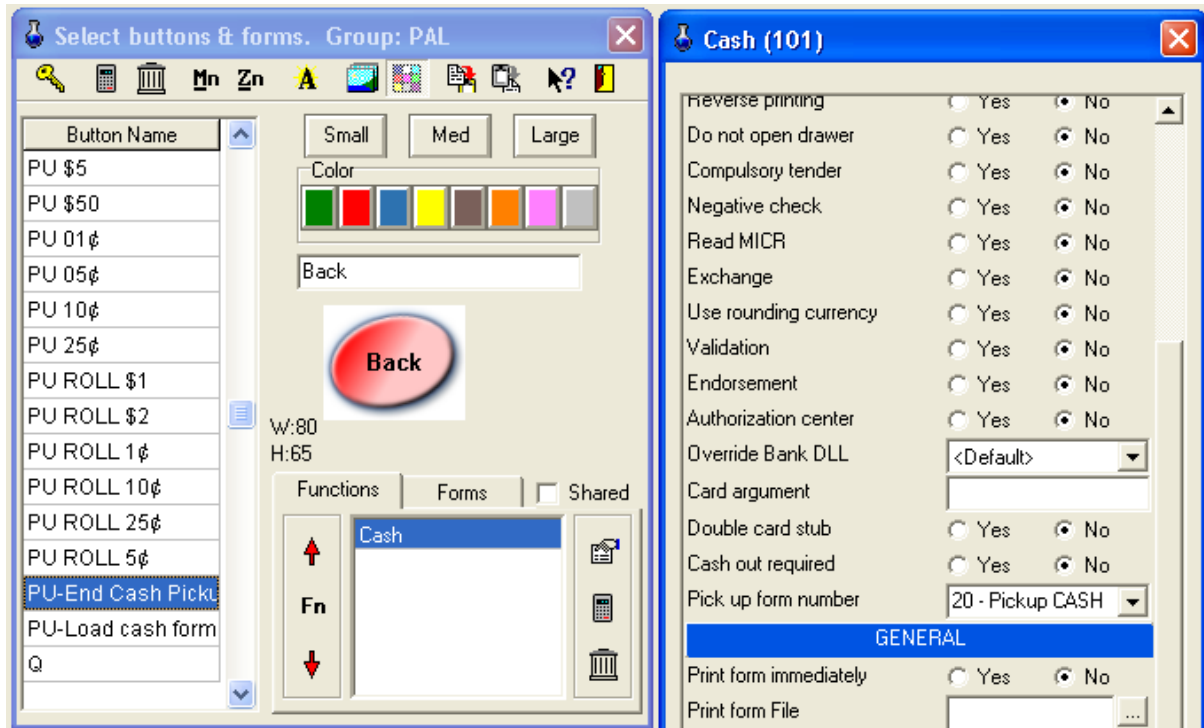 Select buttons & forms. Group: PAL
Mn Zn A ?
Button Name
PU $5
PU $50
PU 01¢
PU 05¢
PU 10¢
PU 25¢
PU ROLL $1
PU ROLL $2
PU ROLL 1¢
PU ROLL 10¢
PU ROLL 25¢
PU ROLL 5¢
PU-End Cash Picku
PU-Load cash form
Q
Small Med Large
Color
Back
Back
W:80
H:65
Functions Forms Shared
Cash
Fn
Cash (101)
Reverse printing Yes No
Do not open drawer Yes No
Compulsory tender Yes No
Negative check Yes No
Read MICR Yes No
Exchange Yes No
Use rounding currency Yes No
Validation Yes No
Endorsement Yes No
Authorization center Yes No
Override Bank DLL <Default>
Card argument
Double card stub Yes No
Cash out required Yes No
Pick up form number 20 - Pickup CASH
GENERAL
Print form immediately Yes No
Print form File ...